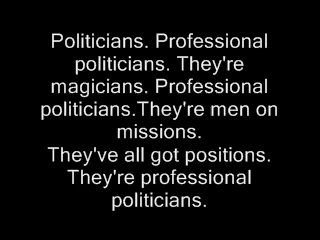 Politicians. Professional
politicians. They're
magicians. Professional
politicians.They're men on
missions.
They've all got positions.
They're professional
politicians.